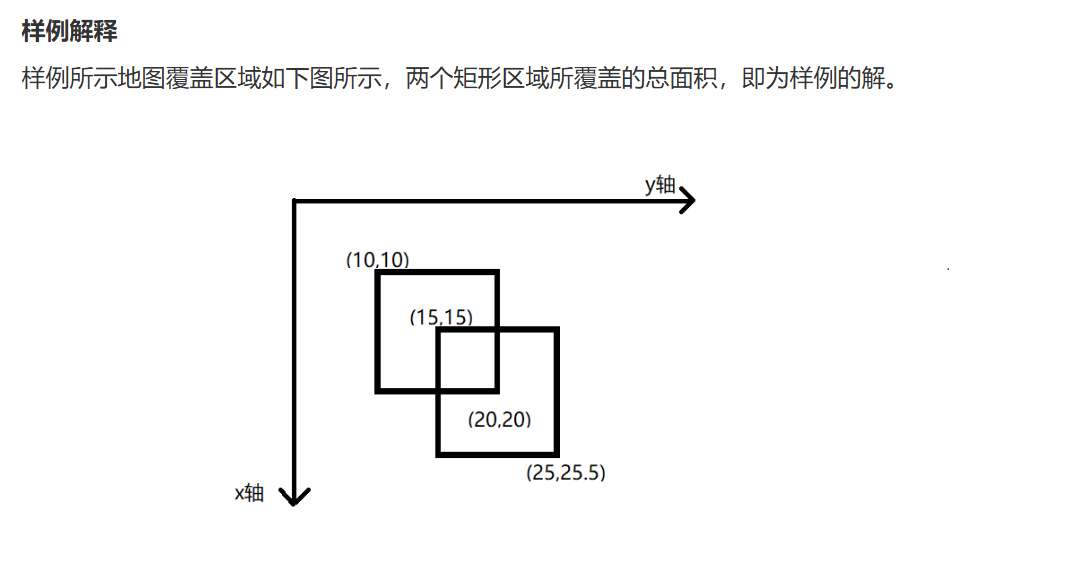 样例解释
样例所示地图覆盖区域如下图所示，两个矩形区域所覆盖的总面积，即为样例的解。
y轴
(10,10)
(15,15)
(20,20)
(25,25.5)
x轴